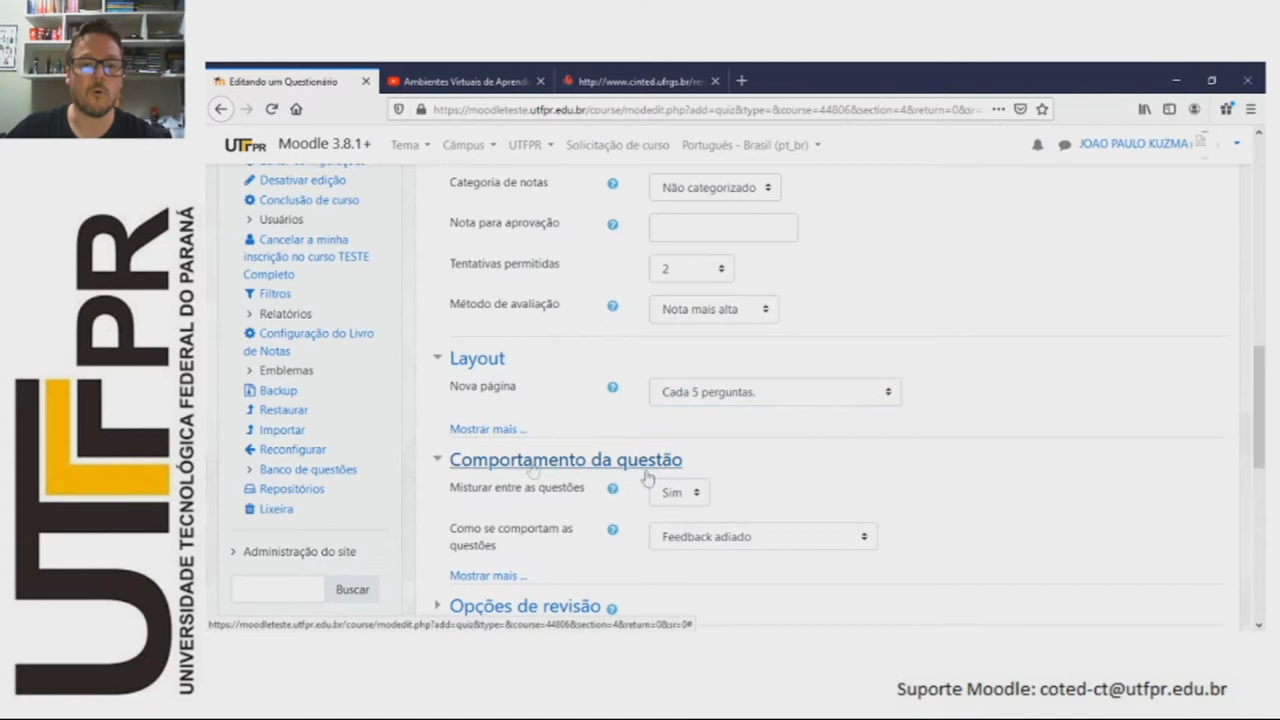 Editando um Questionário
Ambientes Virtuais de Aprendi
http://www.cinted.ufrgs.br/re
https://moodleteste.utfpr.edu.br/course/modedit.php?add=quiz&type=&course=44806&section=4&return=0&sr=
UTFPR Moodle 3.8.1+ Tema Câmpus UTFPR Solicitação de curso Português - Brasil (pt_br) JOAO PAULO KUZMA
Desativar edição
Conclusão de curso
Usuários
Cancelar a minha
inscrição no curso TESTE
Completo
Filtros
Relatórios
Configuração do Livro
de Notas
Emblemas
Backup
Restaurar
Importar
Reconfigurar
Banco de questões
Repositórios
Lixeira
Administração do site
Buscar
Categoria de notas
Não categorizado
Nota para aprovação
Tentativas permitidas
2
Método de avaliação
Nota mais alta
Layout
Nova página
Cada 5 perguntas.
Mostrar mais ...
Comportamento da questão
Misturar entre as questões
Sim
Como se comportam as
questões
Feedback adiado
Mostrar mais ...
Opções de revisão
https://moodleteste.utfpr.edu.br/course/modedit.php?add=quiz&type=&course=44806&section=4&return=0&sr=0#
UTFPR
UNIVERSIDADE TECNOLÓGICA FEDERAL DO PARANÁ
Suporte Moodle: coted-ct@utfpr.edu.br